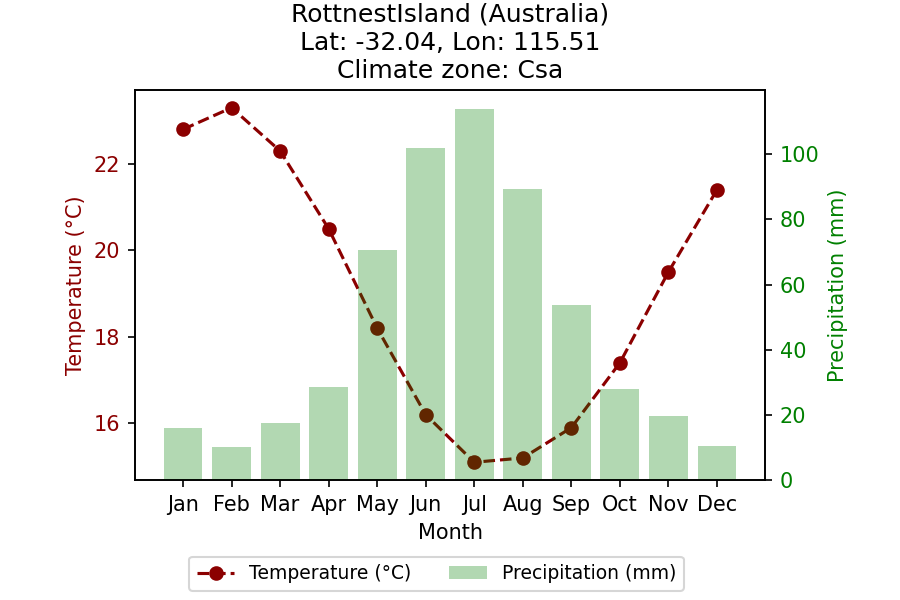 RottnestIsland (Australia)
Lat: -32.04, Lon: 115.51
Climate zone: Csa
Temperature (°C)
22
20
18
16
Precipitation (mm)
100
80
60
40
20
0
Jan Feb Mar Apr May Jun Jul Aug Sep Oct Nov Dec
Month
Temperature (°C) Precipitation (mm)